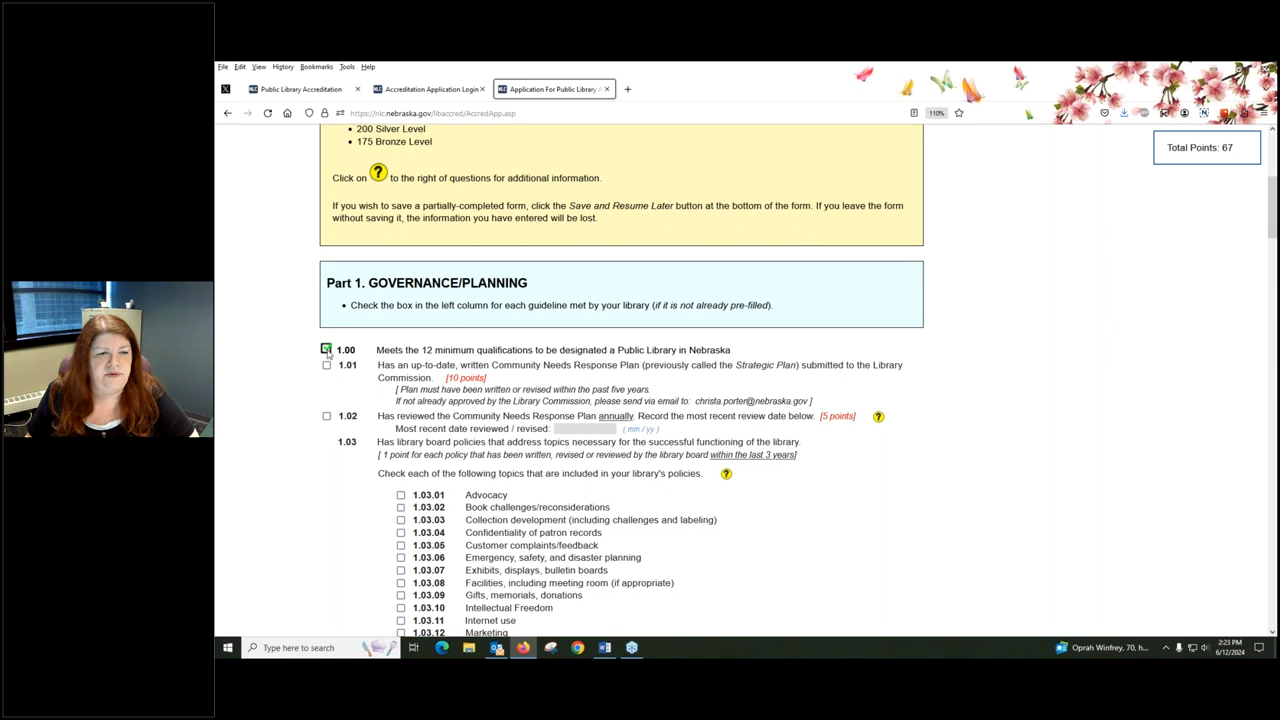 File Edit View History Bookmarks Tools Help
Public Library Accreditation × Accreditation Application Login × Application For Public Library A × +
https://nlc.nebraska.gov/libaccred/AccredApp.asp 110%
Total Points: 67
• 200 Silver Level
• 175 Bronze Level
Click on ? to the right of questions for additional information.
If you wish to save a partially-completed form, click the Save and Resume Later button at the bottom of the form. If you leave the form
without saving it, the information you have entered will be lost.
Part 1. GOVERNANCE/PLANNING
• Check the box in the left column for each guideline met by your library (if it is not already pre-filled).
1.00 Meets the 12 minimum qualifications to be designated a Public Library in Nebraska
1.01 Has an up-to-date, written Community Needs Response Plan (previously called the Strategic Plan) submitted to the Library
Commission. [10 points]
[ Plan must have been written or revised within the past five years.
If not already approved by the Library Commission, please send via email to: christa.porter@nebraska.gov ]
1.02 Has reviewed the Community Needs Response Plan annually. Record the most recent review date below. [5 points] ?
Most recent date reviewed / revised: ( mm / yy )
1.03 Has library board policies that address topics necessary for the successful functioning of the library.
[ 1 point for each policy that has been written, revised or reviewed by the library board within the last 3 years]
Check each of the following topics that are included in your library's policies. ?
1.03.01 Advocacy
1.03.02 Book challenges/reconsiderations
1.03.03 Collection development (including challenges and labeling)
1.03.04 Confidentiality of patron records
1.03.05 Customer complaints/feedback
1.03.06 Emergency, safety, and disaster planning
1.03.07 Exhibits, displays, bulletin boards
1.03.08 Facilities, including meeting room (if appropriate)
1.03.09 Gifts, memorials, donations
1.03.10 Intellectual Freedom
1.03.11 Internet use
1.03.12 Marketing
Type here to search
Oprah Winfrey, 70, h...
2:23 PM
6/12/2024